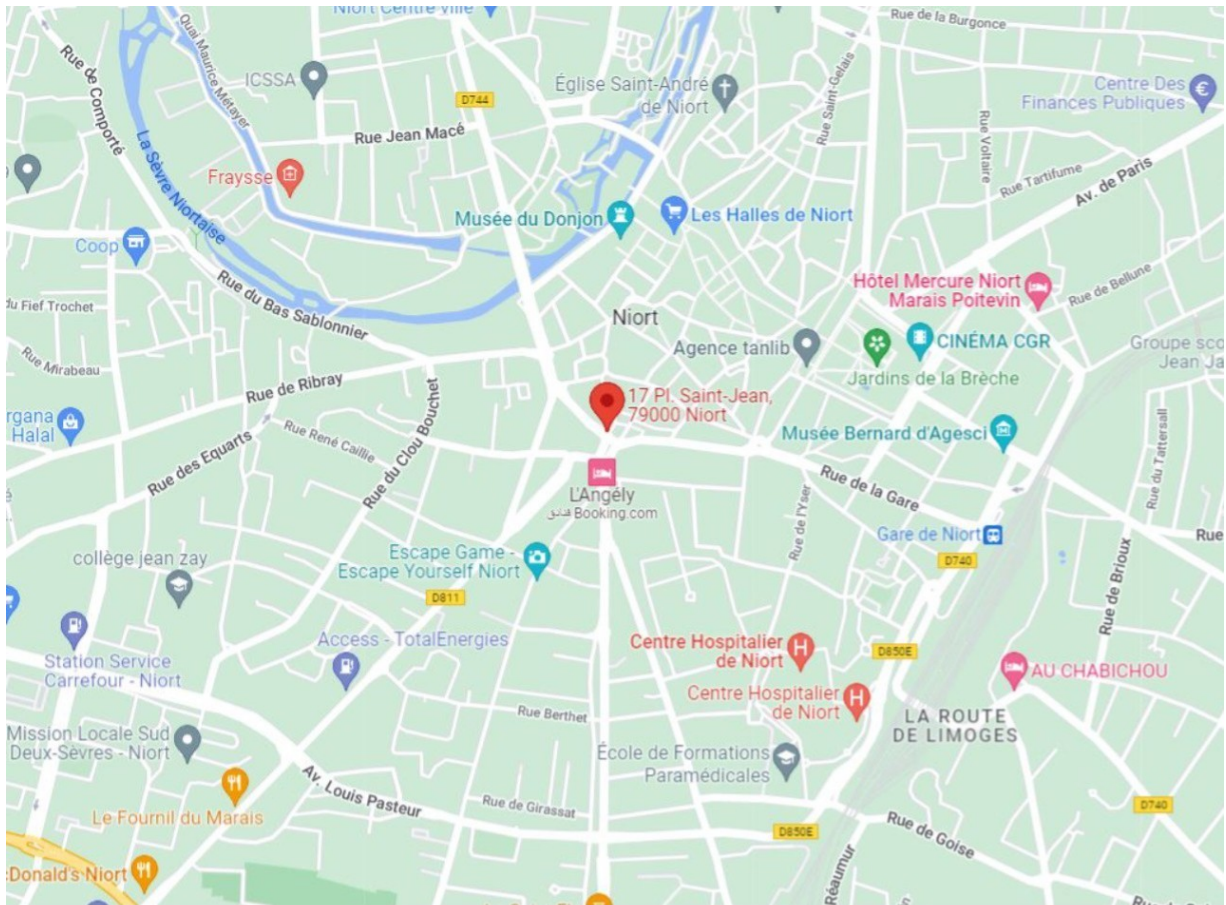 Niort Centre ville
Rue de la Burgonce
Quai Maurice Métayer
Rue de Comporté
ICSSA
Église Saint-André
de Niort
Rue Saint-Gelais
Centre Des
Finances Publiques
D744
Rue Jean Macé
Rue Voltaire
La Sèvre Niortaise
Fraysse
Rue Tartifume
Av. de Paris
Musée du Donjon
Les Halles de Niort
Coop
Hôtel Mercure Niort
Marais Poitevin
Rue de Bellune
du Fief Trochet
Rue du Bas Sablonnier
Niort
Agence tanlib
CINÉMA CGR
Groupe sco
Jean Ja
Rue Mirabeau
Jardins de la Brèche
Rue de Ribray
17 Pl. Saint-Jean,
79000 Niort
rgana
Halal
Rue René Caillie
Rue du Clou Bouchet
Musée Bernard d'Agesci
Rue du Tattersall
Rue des Equarts
Rue de la Gare
L'Angély
فنادق Booking.com
Rue de l'Yser
Gare de Niort
Rue
collège jean zay
Escape Game -
Escape Yourself Niort
D740
Rue de Brioux
D811
Access - TotalEnergies
Centre Hospitalier
de Niort
D850E
Station Service
Carrefour - Niort
AU CHABICHOU
Centre Hospitalier
de Niort
Rue Berthet
LA ROUTE
DE LIMOGES
Mission Locale Sud
Deux-Sèvres - Niort
École de Formations
Paramédicales
Av. Louis Pasteur
Rue de Girassat
D740
Le Fournil du Marais
D850E
Rue de Goise
cDonald's Niort
Réaumur